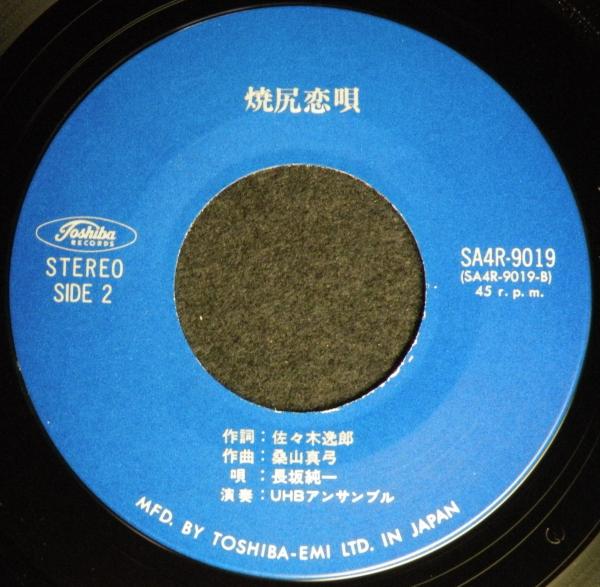 焼尻恋唄
Toshiba
RECORDS
STEREO
SIDE 2
SA4R-9019
(SA4R-9019-B)
45 r.p.m.
作詞：佐々木逸郎
作曲：桑山真弓
唄：長坂純一
演奏：UHBアンサンブル
MFD. BY TOSHIBA-EMI LTD. IN JAPAN